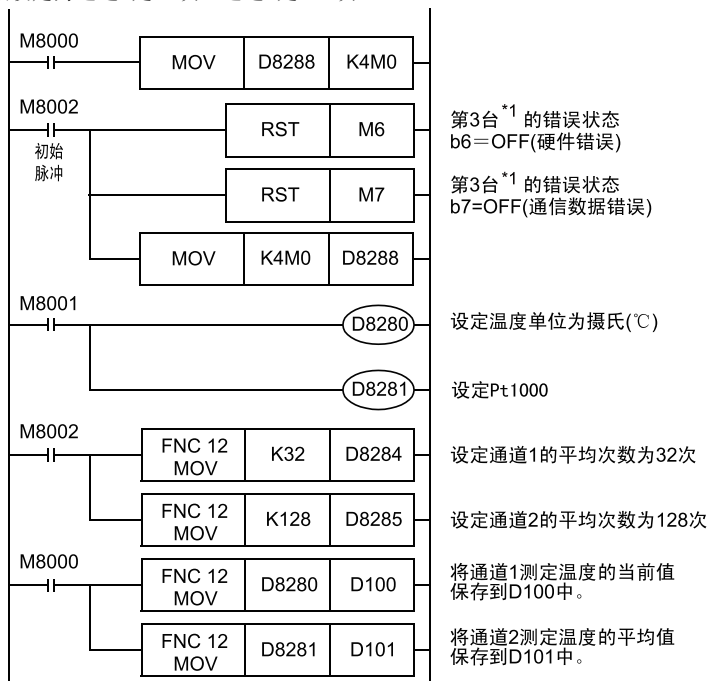 M8000
MOV D8288 K4M0
M8002
初始
脉冲
RST M6
第3台*1 的错误状态
b6=OFF(硬件错误)
RST M7
第3台*1 的错误状态
b7=OFF(通信数据错误)
MOV K4M0 D8288
M8001
D8280
设定温度单位为摄氏(℃)
D8281
设定Pt1000
M8002
FNC 12
MOV K32 D8284
设定通道1的平均次数为32次
FNC 12
MOV K128 D8285
设定通道2的平均次数为128次
M8000
FNC 12
MOV D8280 D100
将通道1测定温度的当前值
保存到D100中。
FNC 12
MOV D8281 D101
将通道2测定温度的平均值
保存到D101中。